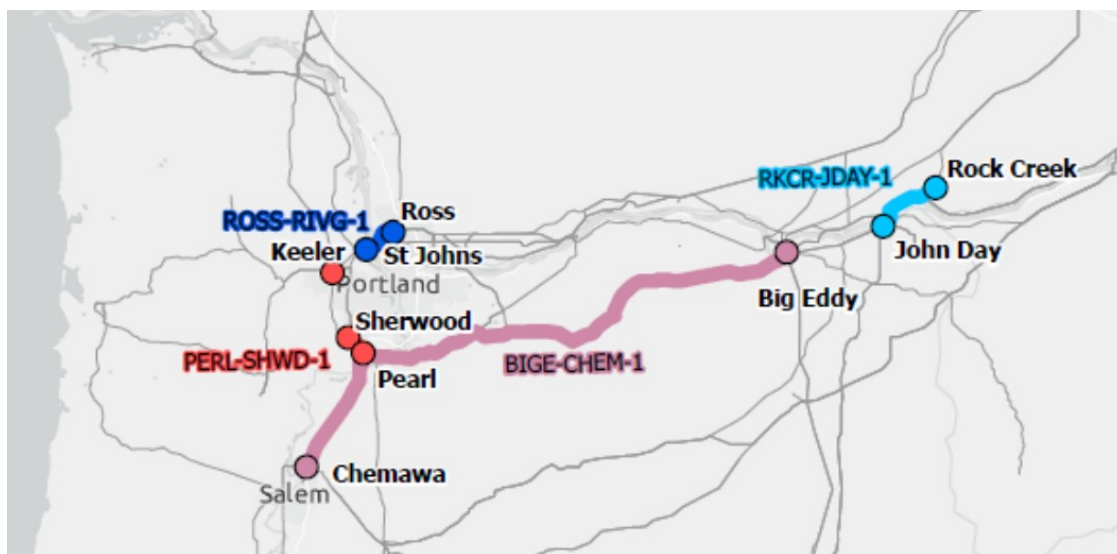 Rock Creek
RKCR-JDAY-1
ROSS-RIVG-1
Ross
Keeler
St Johns
John Day
Portland
Big Eddy
Sherwood
PERL-SHWD-1
BIGE-CHEM-1
Pearl
Chemawa
Salem